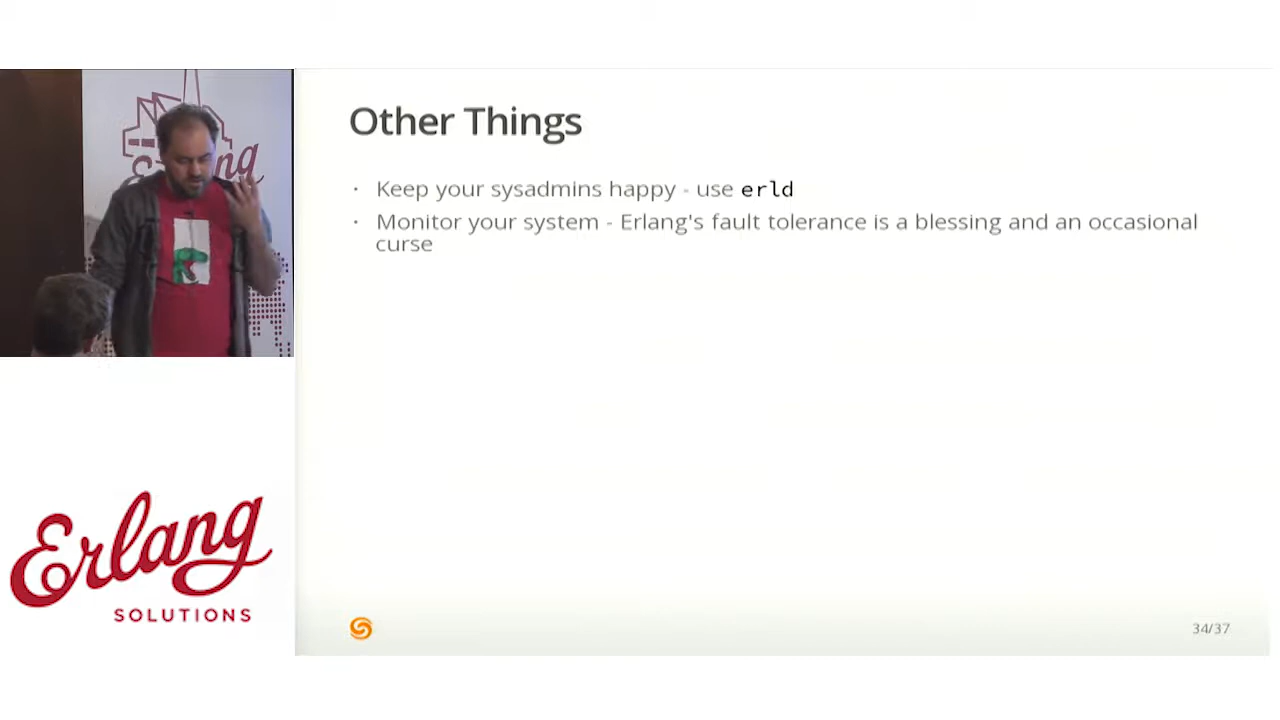 Other Things
· Keep your sysadmins happy - use erld
· Monitor your system - Erlang's fault tolerance is a blessing and an occasional
curse
Erlang
SOLUTIONS
34/37